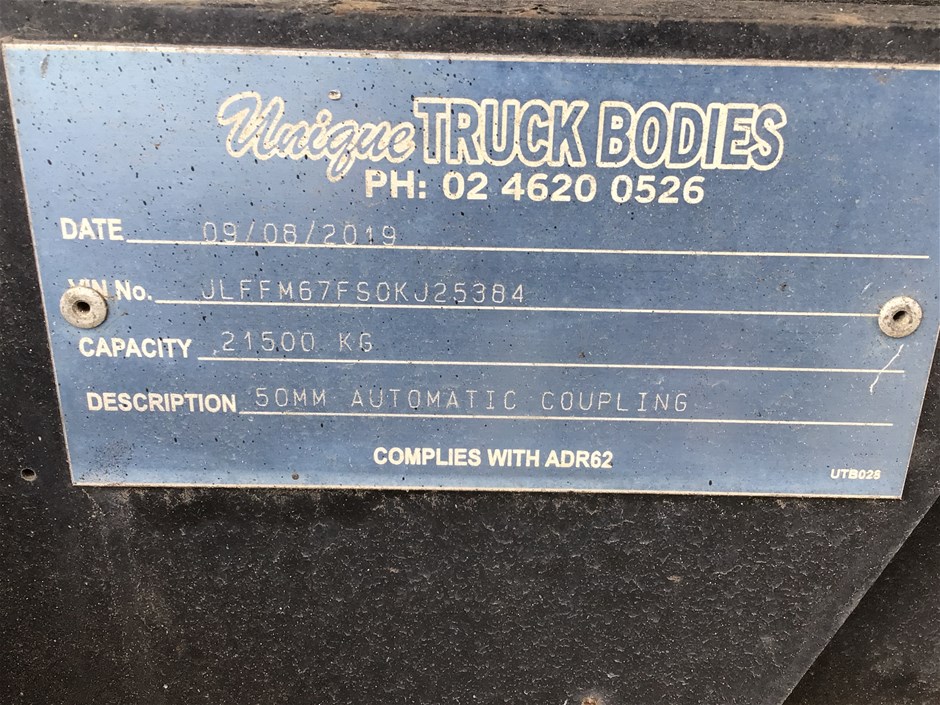 Unique TRUCK BODIES
PH: 02 4620 0526
DATE 09/08/2019
VIN No. JLFFM67FS0KJ25384
CAPACITY 21500 KG
DESCRIPTION 50MM AUTOMATIC COUPLING
COMPLIES WITH ADR62
UTB026